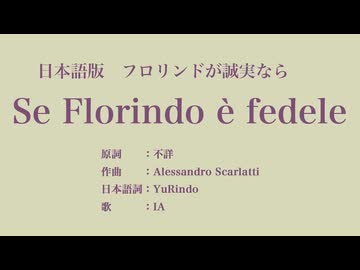 日本語版　フロリンドが誠実なら
Se Florindo è fedele
原詞　　：不詳
作曲　　：Alessandro Scarlatti
日本語詞：YuRindo
歌　　　：IA